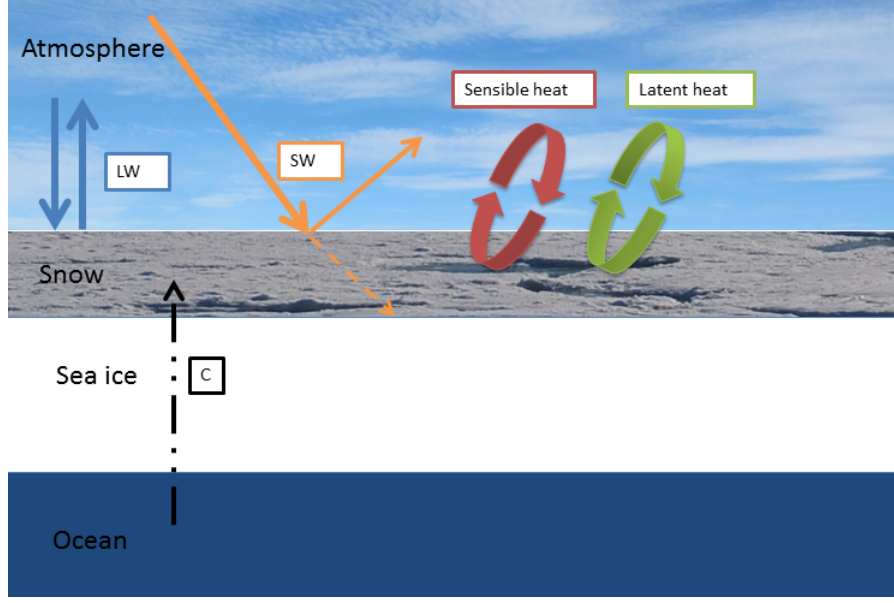 Atmosphere
Sensible heat
Latent heat
LW
SW
Snow
Sea ice
C
Ocean